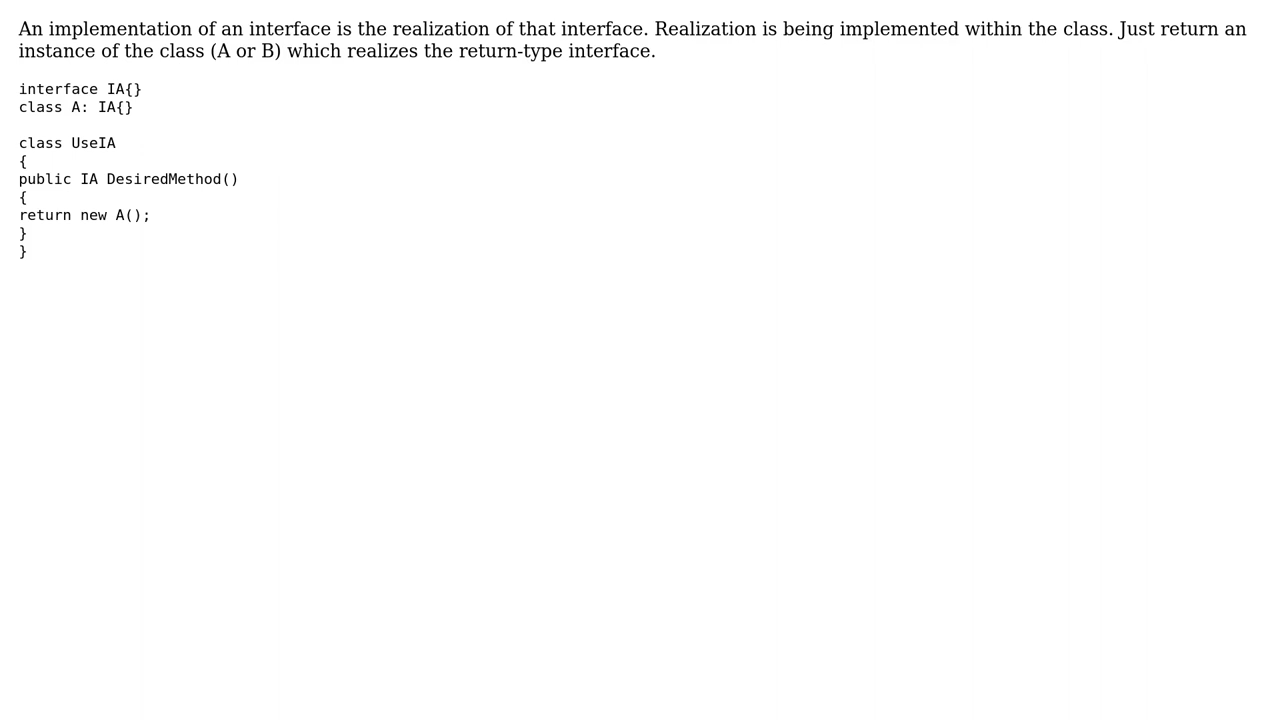 An implementation of an interface is the realization of that interface. Realization is being implemented within the class. Just return an
instance of the class (A or B) which realizes the return-type interface.
interface IA{}
class A: IA{}
class UseIA
{
public IA DesiredMethod()
{
return new A();
}
}